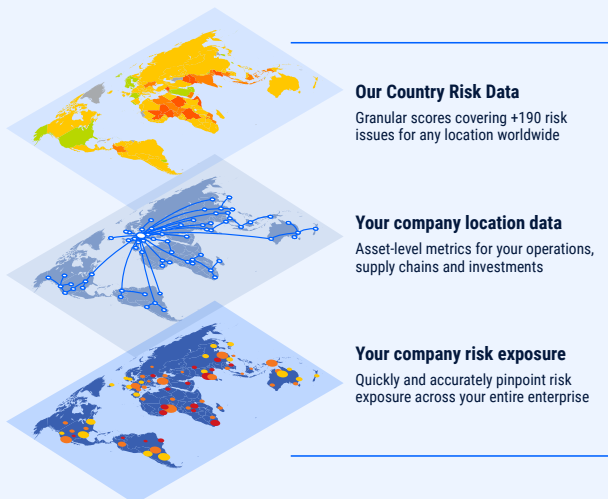 Our Country Risk Data
Granular scores covering +190 risk
issues for any location worldwide
Your company location data
Asset-level metrics for your operations,
supply chains and investments
Your company risk exposure
Quickly and accurately pinpoint risk
exposure across your entire enterprise